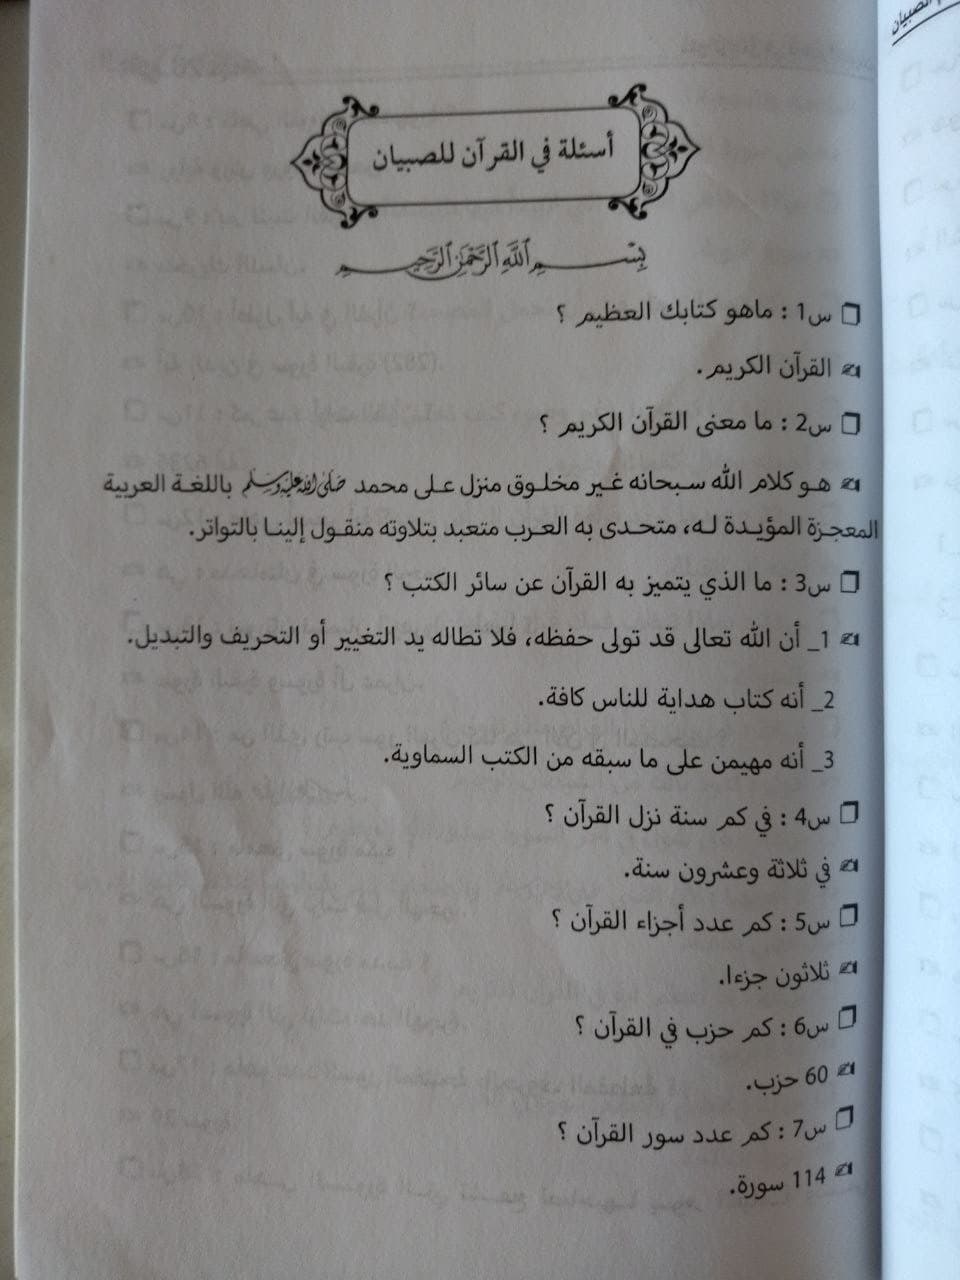 أسئلة في القرآن للصبيان
بسم الله الرحمن الرحيم
س1 : ماهو كتابك العظيم ؟
القرآن الكريم.
س2 : ما معنى القرآن الكريم ؟
هو كلام الله سبحانه غير مخلوق منزل على محمد صلى الله عليه وسلم باللغة العربية
المعجزة المؤيدة له، متحدى به العرب متعبد بتلاوته منقول إلينا بالتواتر.
س3 : ما الذي يتميز به القرآن عن سائر الكتب ؟
1_ أن الله تعالى قد تولى حفظه، فلا تطاله يد التغيير أو التحريف والتبديل.
2_ أنه كتاب هداية للناس كافة.
3_ أنه مهيمن على ما سبقه من الكتب السماوية.
س4 : في كم سنة نزل القرآن ؟
في ثلاثة وعشرون سنة.
س5 : كم عدد أجزاء القرآن ؟
ثلاثون جزءا.
س6 : كم حزب في القرآن ؟
60 حزب.
س7 : كم عدد سور القرآن ؟
114 سورة.